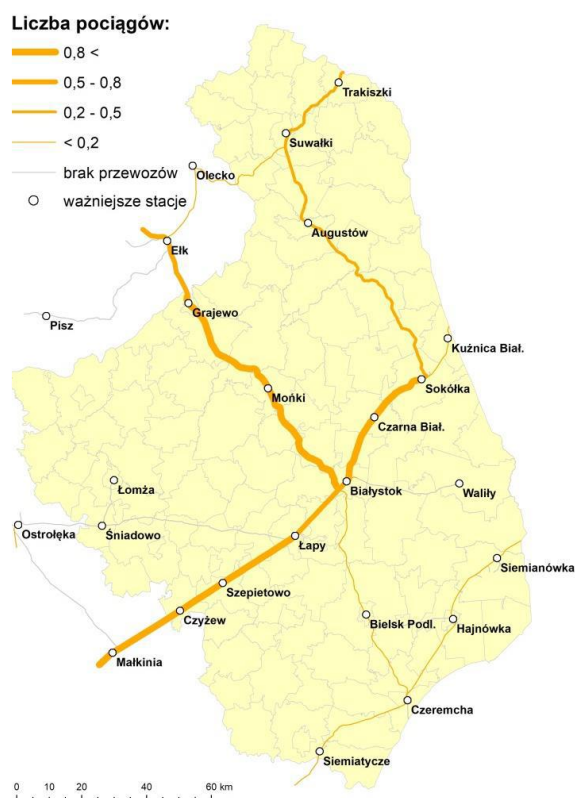 Liczba pociągów:
0,8 <
0,5 - 0,8
0,2 - 0,5
< 0,2
brak przewozów
ważniejsze stacje
Trakiszki
Suwałki
Olecko
Augustów
Ełk
Grajewo
Pisz
Kuźnica Biał.
Sokółka
Mońki
Czarna Biał.
Białystok
Waliły
Łomża
Ostrołęka
Śniadowo
Łapy
Siemianówka
Szepietowo
Czyżew
Bielsk Podl.
Hajnówka
Małkinia
Czeremcha
Siemiatycze
0 10 20 40 60 km